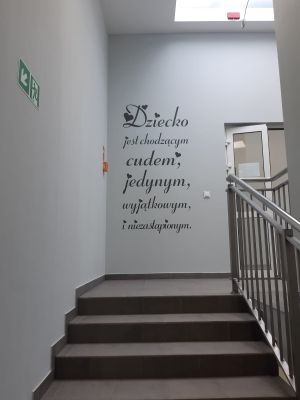 Dziecko
jest chodzącym
cudem,
jedynym,
wyjątkowym,
i niezastąpionym.